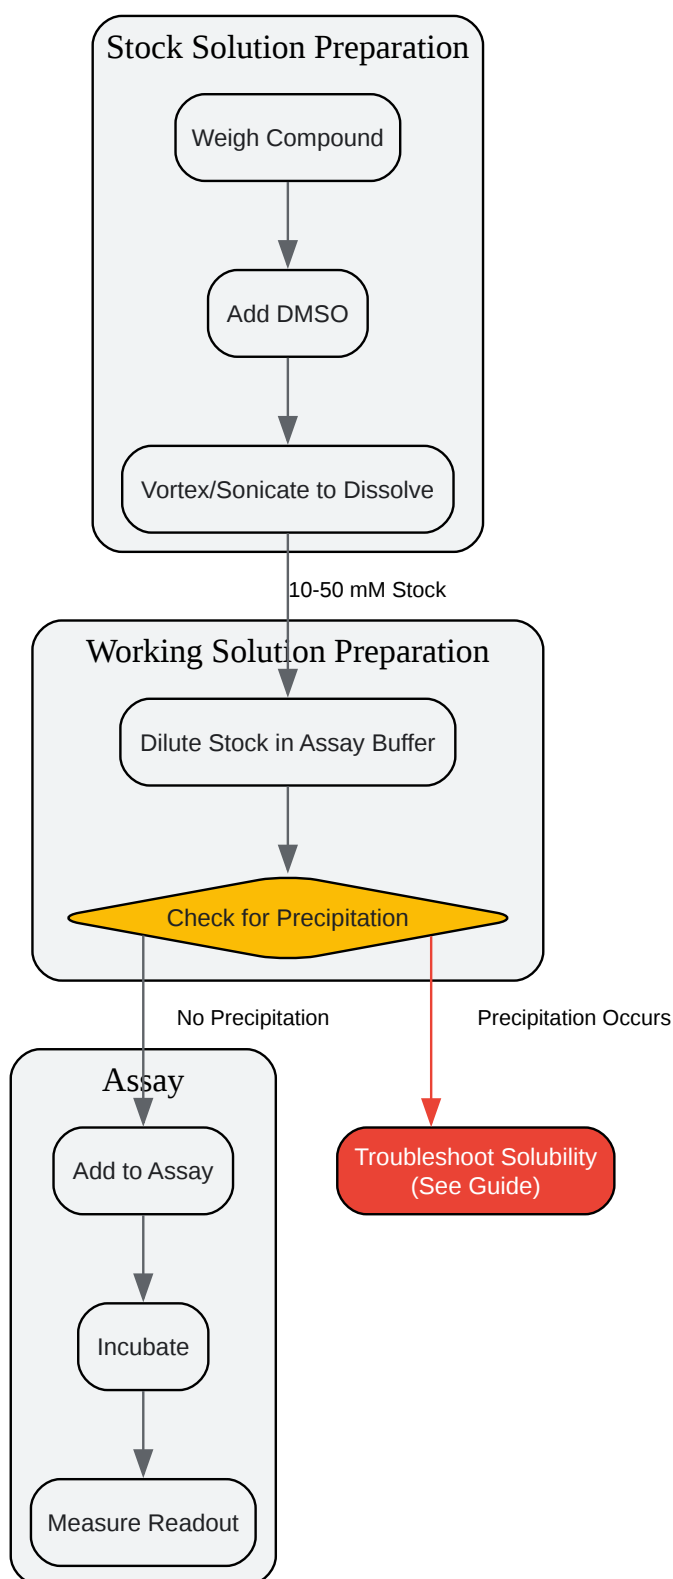 Stock Solution Preparation
Weigh Compound
Add DMSO
Vortex/Sonicate to Dissolve
10-50 mM Stock
Working Solution Preparation
Dilute Stock in Assay Buffer
Check for Precipitation
No Precipitation
Precipitation Occurs
Assay
Add to Assay
Troubleshoot Solubility
(See Guide)
Incubate
Measure Readout